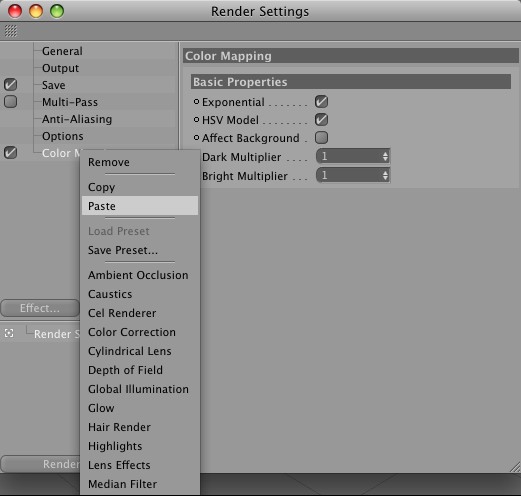 Render Settings
General
Output
Save
Multi-Pass
Anti-Aliasing
Options
Color M
Effect...
Render S
Render
Color Mapping
Basic Properties
Exponential . . . . . . .
HSV Model . . . . . . . .
Affect Background .
Dark Multiplier . . . . 1
Bright Multiplier . . . 1
Remove
Copy
Paste
Load Preset
Save Preset...
Ambient Occlusion
Caustics
Cel Renderer
Color Correction
Cylindrical Lens
Depth of Field
Global Illumination
Glow
Hair Render
Highlights
Lens Effects
Median Filter